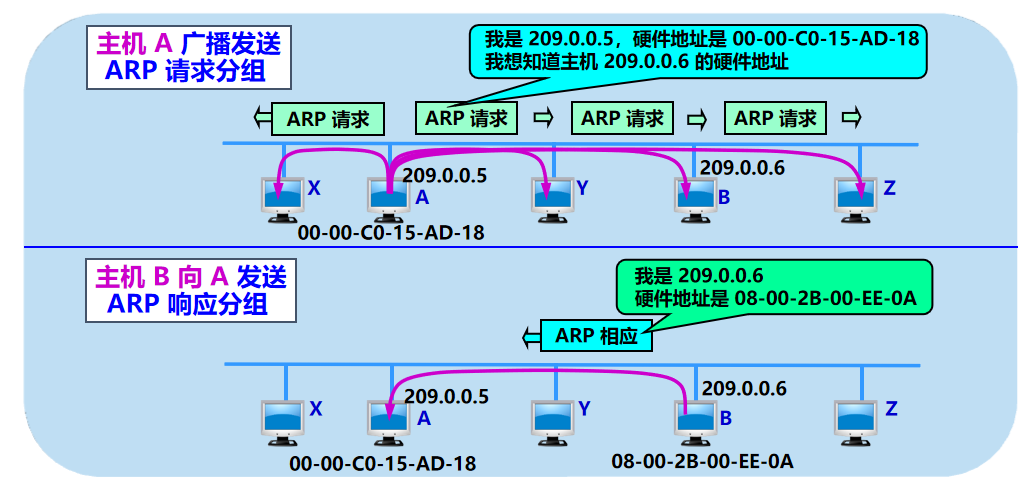 主机 A 广播发送
ARP 请求分组
我是 209.0.0.5，硬件地址是 00-00-C0-15-AD-18
我想知道主机 209.0.0.6 的硬件地址
ARP 请求
ARP 请求
ARP 请求
ARP 请求
209.0.0.5
209.0.0.6
X
A
Y
B
Z
00-00-C0-15-AD-18
主机 B 向 A 发送
ARP 响应分组
我是 209.0.0.6
硬件地址是 08-00-2B-00-EE-0A
ARP 相应
209.0.0.5
209.0.0.6
X
A
Y
B
Z
00-00-C0-15-AD-18
08-00-2B-00-EE-0A